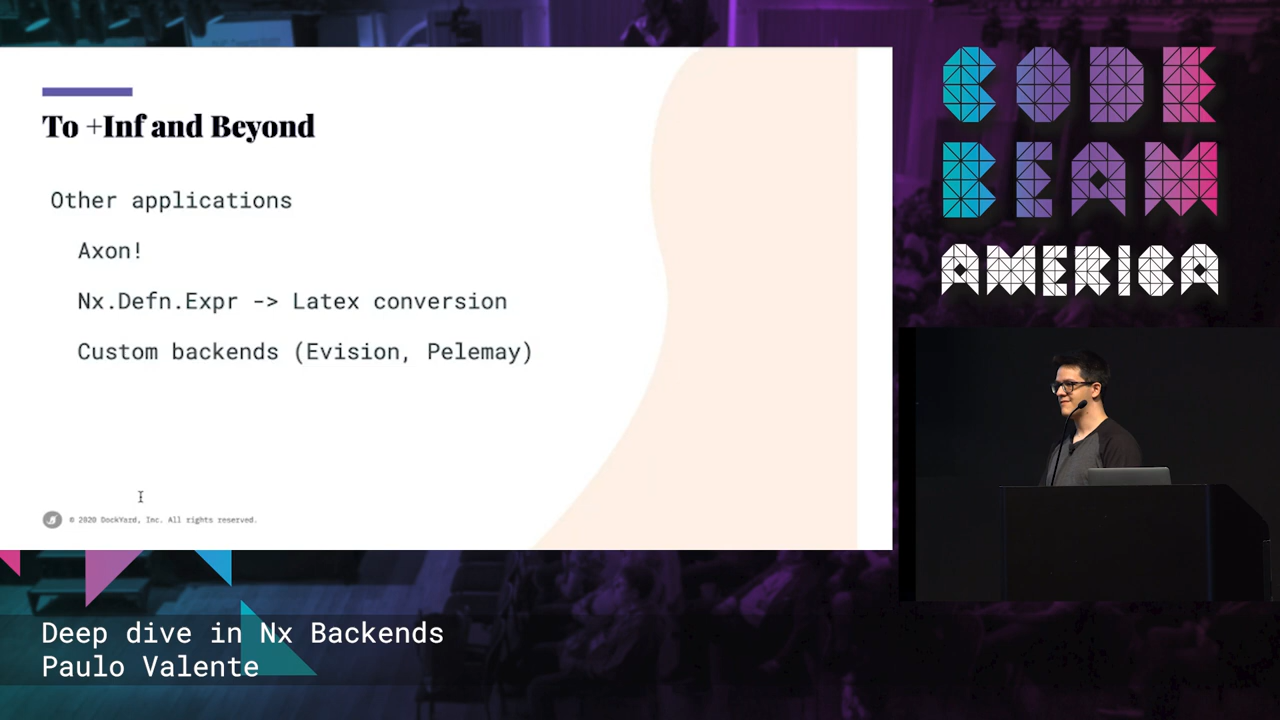 To +Inf and Beyond
Other applications
Axon!
Nx.Defn.Expr -> Latex conversion
Custom backends (Evision, Pelemay)
© 2020 DockYard, Inc. All rights reserved.
CODE
BEAM
AMERICA
Deep dive in Nx Backends
Paulo Valente